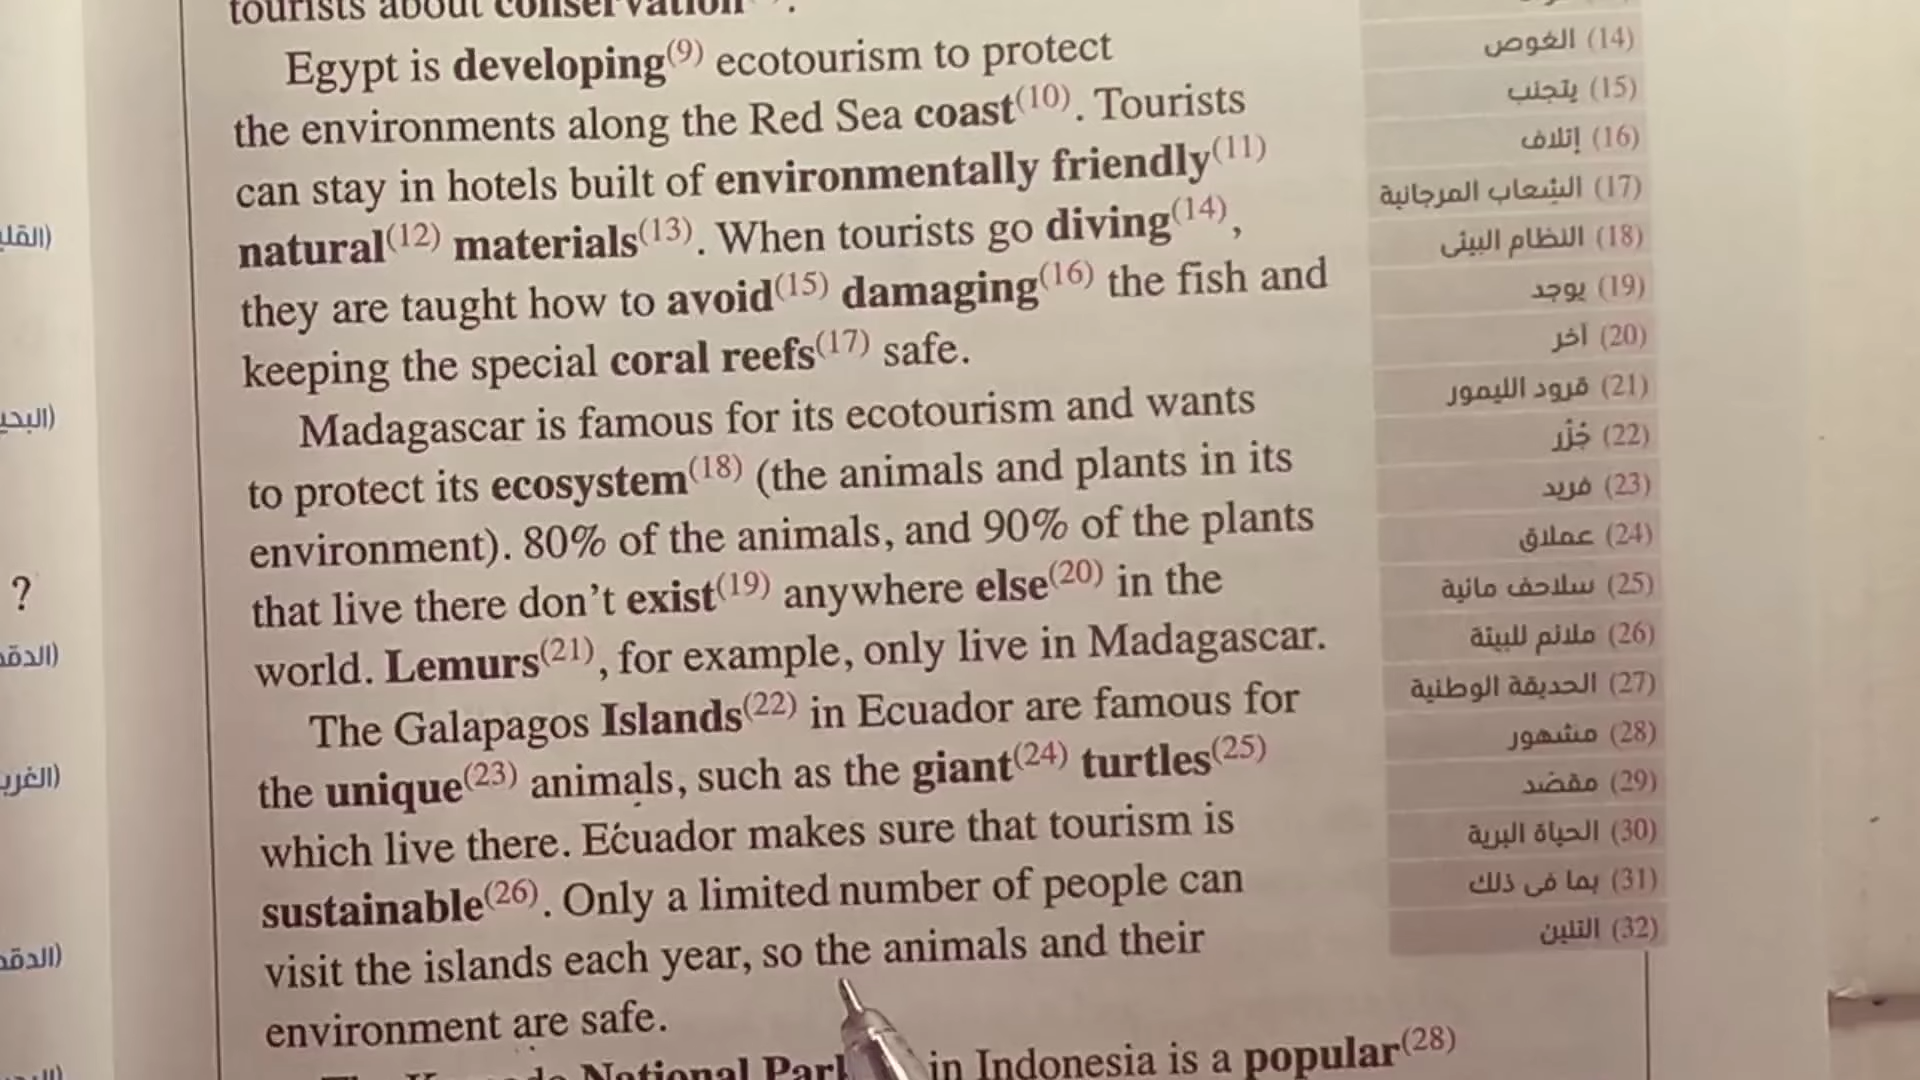 tourists about conservation
Egypt is developing(9) ecotourism to protect
the environments along the Red Sea coast(10). Tourists
can stay in hotels built of environmentally friendly(11)
natural(12) materials(13). When tourists go diving(14),
they are taught how to avoid(15) damaging(16) the fish and
keeping the special coral reefs(17) safe.
Madagascar is famous for its ecotourism and wants
to protect its ecosystem(18) (the animals and plants in its
environment). 80% of the animals, and 90% of the plants
that live there don't exist(19) anywhere else(20) in the
world. Lemurs(21), for example, only live in Madagascar.
The Galapagos Islands(22) in Ecuador are famous for
the unique(23) animals, such as the giant(24) turtles(25)
which live there. Ecuador makes sure that tourism is
sustainable(26). Only a limited number of people can
visit the islands each year, so the animals and their
environment are safe.
National Park in Indonesia is a popular(28)
(14) الغوص
(15) يتجنب
(16) إتلاف
(17) الشعاب المرجانية
(18) النظام البيئى
(19) يوجد
(20) آخر
(21) قرود الليمور
(22) جُزُر
(23) فريد
(24) عملاق
(25) سلاحف مائية
(26) ملائم للبيئة
(27) الحديقة الوطنية
(28) مشهور
(29) مقصد
(30) الحياة البرية
(31) بما فى ذلك
(32) التنين
?